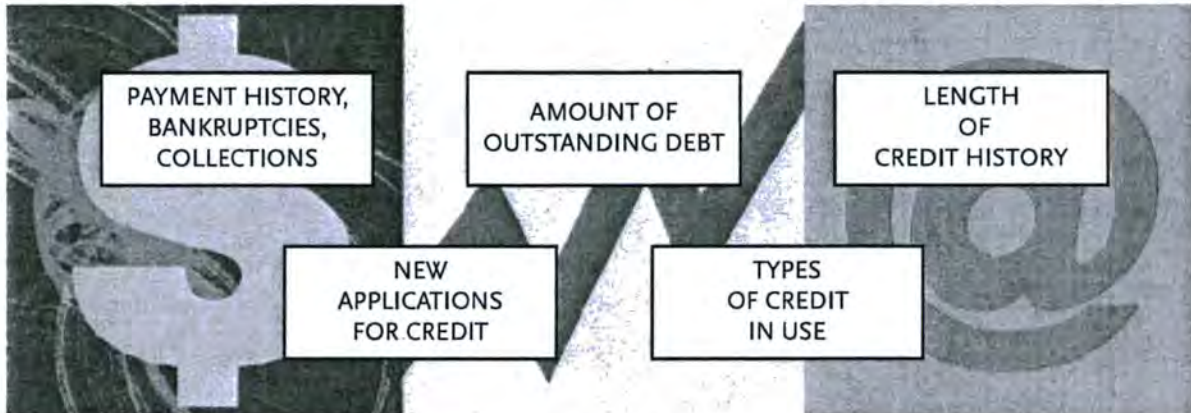 PAYMENT HISTORY,
BANKRUPTCIES,
COLLECTIONS
AMOUNT OF
OUTSTANDING DEBT
LENGTH
OF
CREDIT HISTORY
NEW
APPLICATIONS
FOR CREDIT
TYPES
OF CREDIT
IN USE